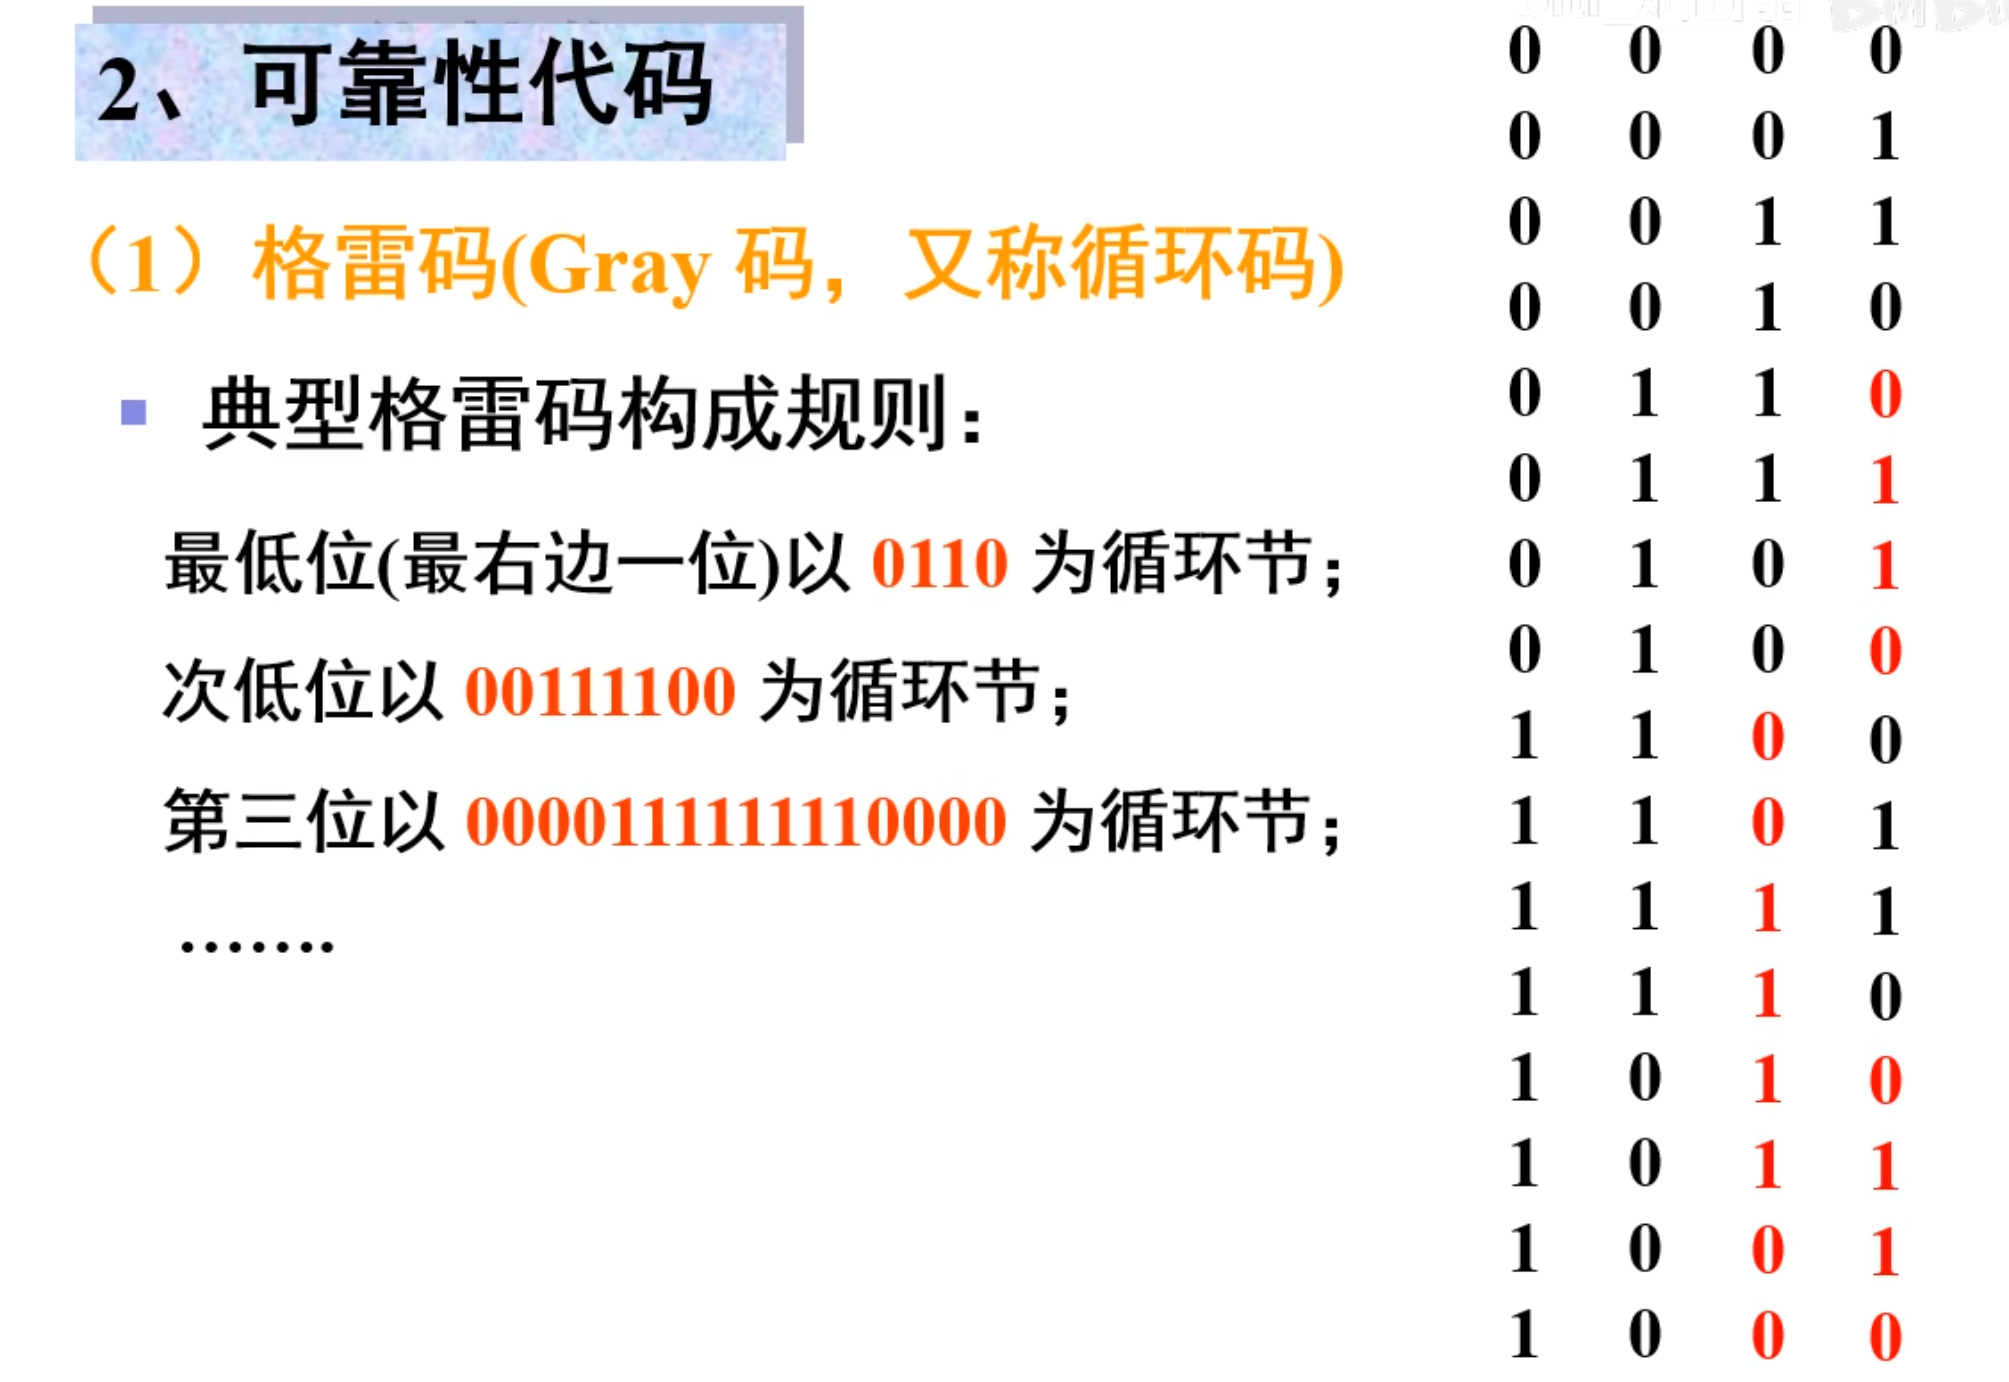 2、可靠性代码
（1）格雷码(Gray 码，又称循环码)
▪ 典型格雷码构成规则：
最低位(最右边一位)以 0110 为循环节；
次低位以 00111100 为循环节；
第三位以 0000111111110000 为循环节；
.......
0 0 0 0
0 0 0 1
0 0 1 1
0 0 1 0
0 1 1 0
0 1 1 1
0 1 0 1
0 1 0 0
1 1 0 0
1 1 0 1
1 1 1 1
1 1 1 0
1 0 1 0
1 0 1 1
1 0 0 1
1 0 0 0